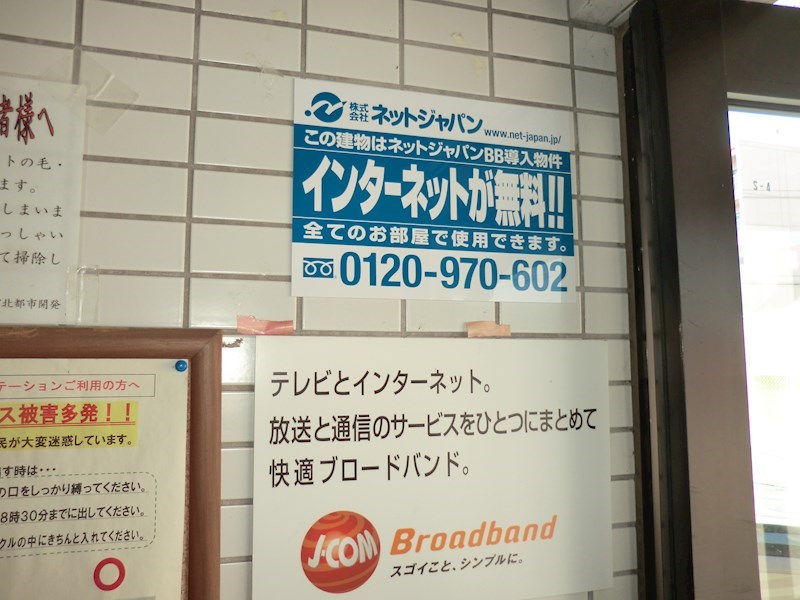 者様へ
トの毛・
ます。
しまいま
っしゃい
て掃除し
北都市開発
株式会社 ネットジャパン
www.net-japan.jp/
この建物はネットジャパンBB導入物件
インターネットが無料!!
全てのお部屋で使用できます。
0120-970-602
テーションご利用の方へ
ス被害多発!!
民が大変迷惑しています。
す時は・・・
の口をしっかり縛ってください。
8時30分までに出してください。
クルの中にきちんと入れてください。
テレビとインターネット。
放送と通信のサービスをひとつにまとめて
快適ブロードバンド。
J:COM Broadband
スゴイこと、シンプルに。
S-4